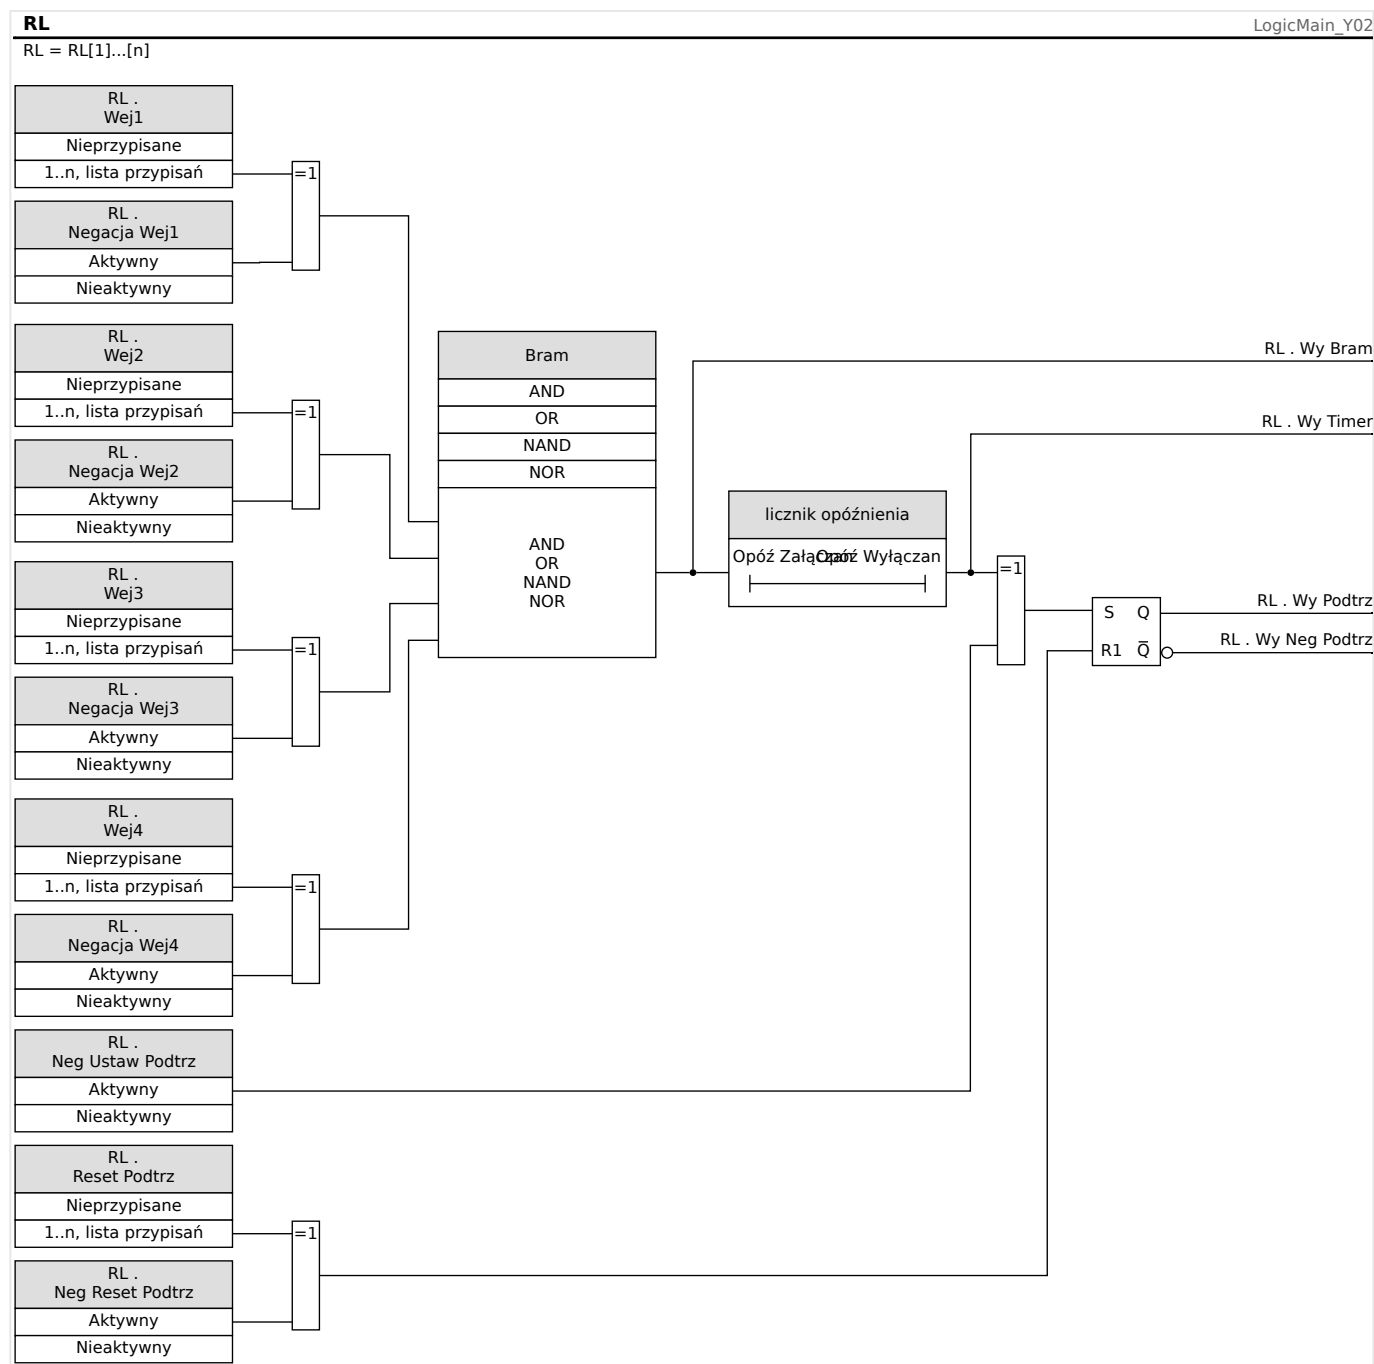 RL
LogicMain_Y02
RL = RL[1]...[n]
RL .
Wej1
Nieprzypisane
1..n, lista przypisań
=1
RL .
Negacja Wej1
Aktywny
Nieaktywny
RL .
Wej2
Nieprzypisane
1..n, lista przypisań
=1
RL .
Negacja Wej2
Aktywny
Nieaktywny
RL .
Wej3
Nieprzypisane
1..n, lista przypisań
=1
RL .
Negacja Wej3
Aktywny
Nieaktywny
RL .
Wej4
Nieprzypisane
1..n, lista przypisań
=1
RL .
Negacja Wej4
Aktywny
Nieaktywny
RL .
Neg Ustaw Podtrz
Aktywny
Nieaktywny
RL .
Reset Podtrz
Nieprzypisane
1..n, lista przypisań
=1
RL .
Neg Reset Podtrz
Aktywny
Nieaktywny
Bram
AND
OR
NAND
NOR
AND
OR
NAND
NOR
licznik opóźnienia
Opóź Wyłączan
=1
S Q
R1 Q̅
RL . Wy Bram
RL . Wy Timer
RL . Wy Podtrz
RL . Wy Neg Podtrz